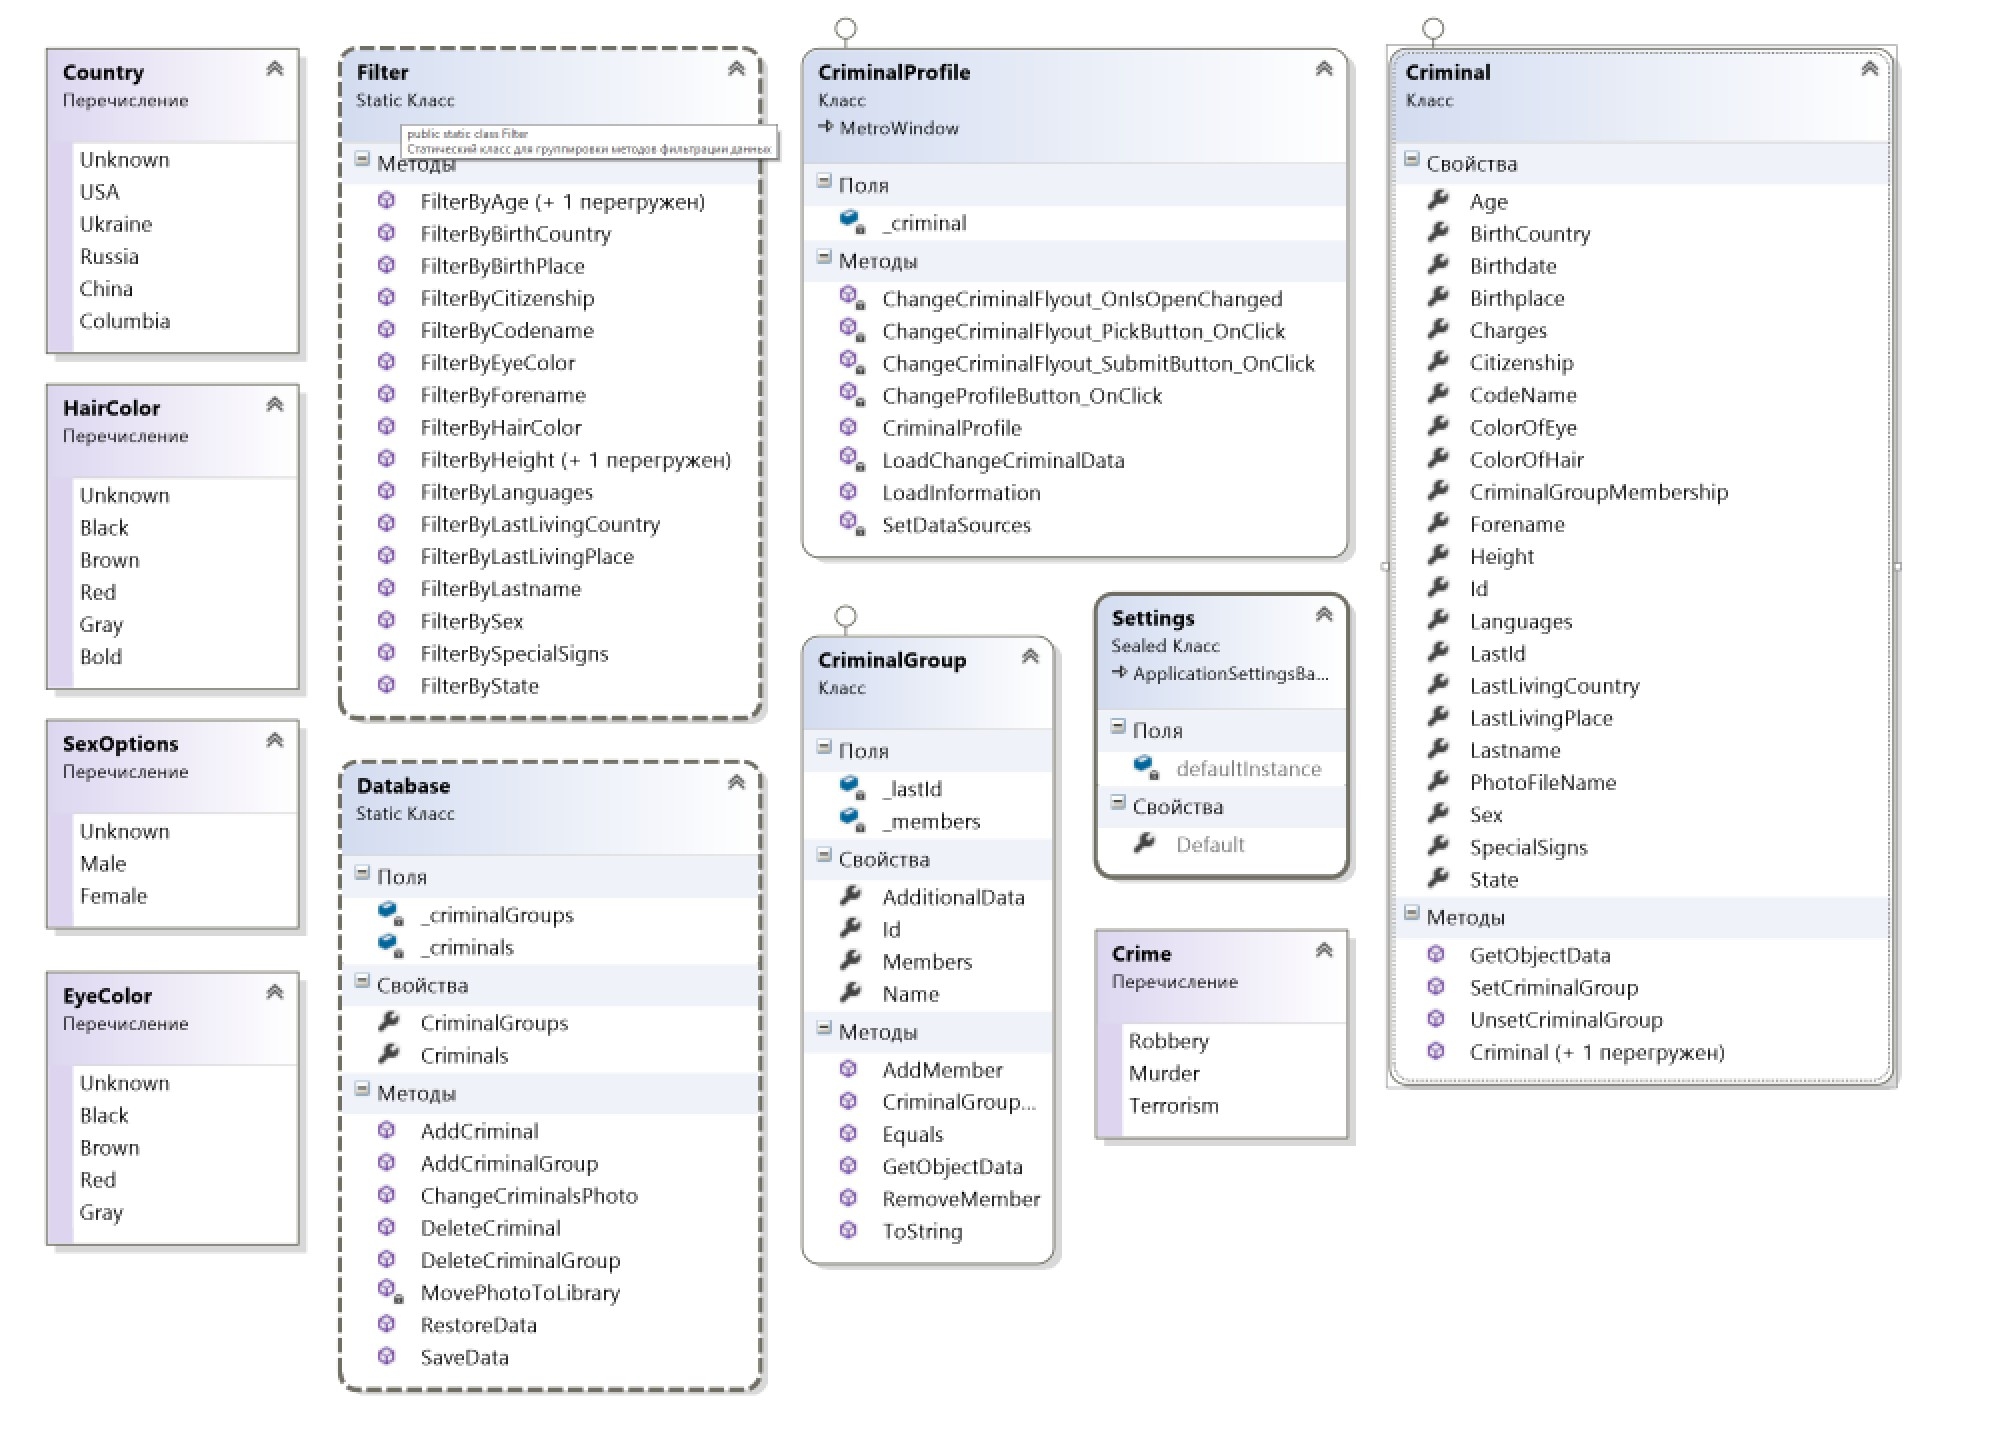 Country
Перечисление
Unknown
USA
Ukraine
Russia
China
Columbia
HairColor
Перечисление
Unknown
Black
Brown
Red
Gray
Bold
SexOptions
Перечисление
Unknown
Male
Female
EyeColor
Перечисление
Unknown
Black
Brown
Red
Gray
Filter
Static Класс
public static class Filter
Статический класс для группировки методов фильтрации данных
Методы
FilterByAge (+ 1 перегружен)
FilterByBirthCountry
FilterByBirthPlace
FilterByCitizenship
FilterByCodename
FilterByEyeColor
FilterByForename
FilterByHairColor
FilterByHeight (+ 1 перегружен)
FilterByLanguages
FilterByLastLivingCountry
FilterByLastLivingPlace
FilterByLastname
FilterBySex
FilterBySpecialSigns
FilterByState
Database
Static Класс
Поля
_criminalGroups
_criminals
Свойства
CriminalGroups
Criminals
Методы
AddCriminal
AddCriminalGroup
ChangeCriminalsPhoto
DeleteCriminal
DeleteCriminalGroup
MovePhotoToLibrary
RestoreData
SaveData
CriminalProfile
Класс
MetroWindow
Поля
_criminal
Методы
ChangeCriminalFlyout_OnIsOpenChanged
ChangeCriminalFlyout_PickButton_OnClick
ChangeCriminalFlyout_SubmitButton_OnClick
ChangeProfileButton_OnClick
CriminalProfile
LoadChangeCriminalData
LoadInformation
SetDataSources
CriminalGroup
Класс
Поля
_lastId
_members
Свойства
AdditionalData
Id
Members
Name
Методы
AddMember
CriminalGroup...
Equals
GetObjectData
RemoveMember
ToString
Settings
Sealed Класс
ApplicationSettingsBa...
Поля
defaultInstance
Свойства
Default
Crime
Перечисление
Robbery
Murder
Terrorism
Criminal
Класс
Свойства
Age
BirthCountry
Birthdate
Birthplace
Charges
Citizenship
CodeName
ColorOfEye
ColorOfHair
CriminalGroupMembership
Forename
Height
Id
Languages
LastId
LastLivingCountry
LastLivingPlace
Lastname
PhotoFileName
Sex
SpecialSigns
State
Методы
GetObjectData
SetCriminalGroup
UnsetCriminalGroup
Criminal (+ 1 перегружен)